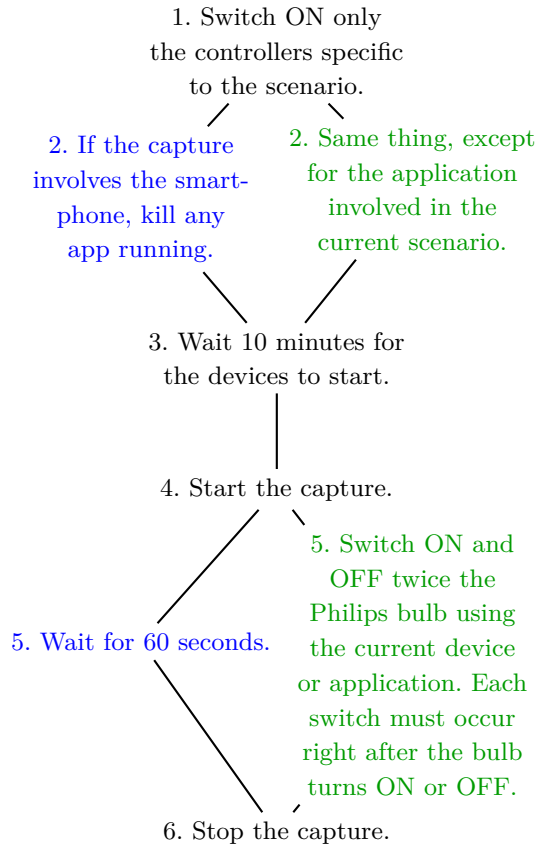 1. Switch ON only
the controllers specific
to the scenario.
2. If the capture
involves the smart-
phone, kill any
app running.
2. Same thing, except
for the application
involved in the
current scenario.
3. Wait 10 minutes for
the devices to start.
4. Start the capture.
5. Wait for 60 seconds.
5. Switch ON and
OFF twice the
Philips bulb using
the current device
or application. Each
switch must occur
right after the bulb
turns ON or OFF.
6. Stop the capture.